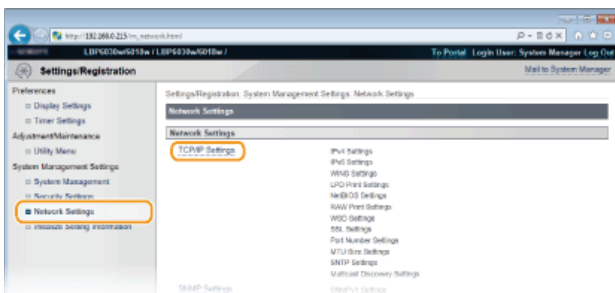 http://192.168.0.215/m_network.html
LBP6030w/6018w / LBP6030w/6018w /
To Portal Login User: System Manager Log Out
Settings/Registration
Mail to System Manager
Preferences
Display Settings
Timer Settings
Adjustment/Maintenance
Utility Menu
System Management Settings
System Management
Security Settings
Network Settings
Initialize Setting Information
Settings/Registration: System Management Settings: Network Settings
Network Settings
Network Settings
TCP/IP Settings
IPv4 Settings
IPv6 Settings
WINS Settings
LPD Print Settings
NetBIOS Settings
RAW Print Settings
WSD Settings
SSL Settings
Port Number Settings
MTU Size Settings
SNTP Settings
Multicast Discovery Settings
SNMP Settings
SNMPv1 Settings